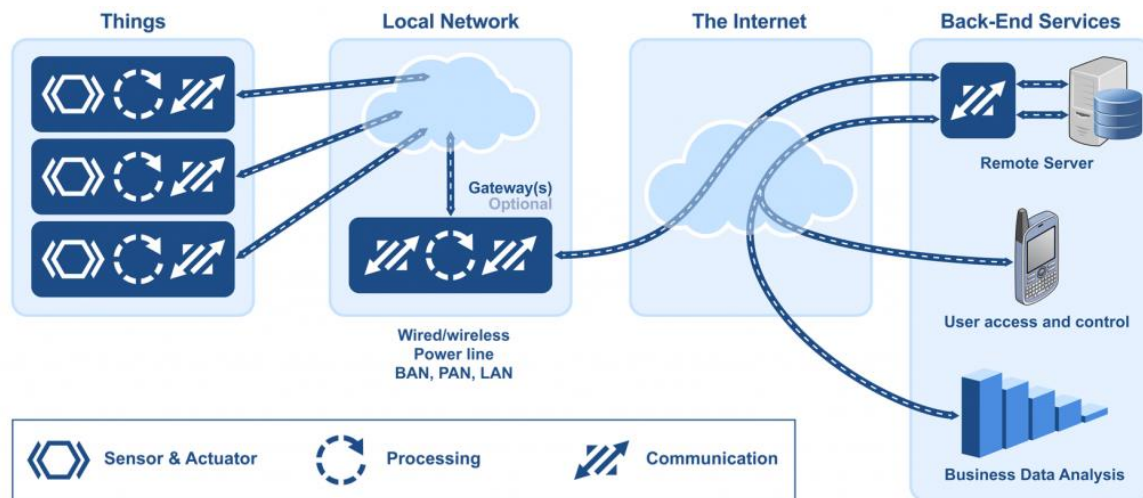 Things
Local Network
The Internet
Back-End Services
Gateway(s)
Optional
Wired/wireless
Power line
BAN, PAN, LAN
Remote Server
User access and control
Business Data Analysis
Sensor & Actuator
Processing
Communication